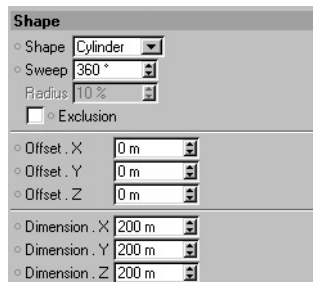 Shape
Shape Cylinder
Sweep 360 °
Radius 10 %
Exclusion
Offset . X 0 m
Offset . Y 0 m
Offset . Z 0 m
Dimension . X 200 m
Dimension . Y 200 m
Dimension . Z 200 m